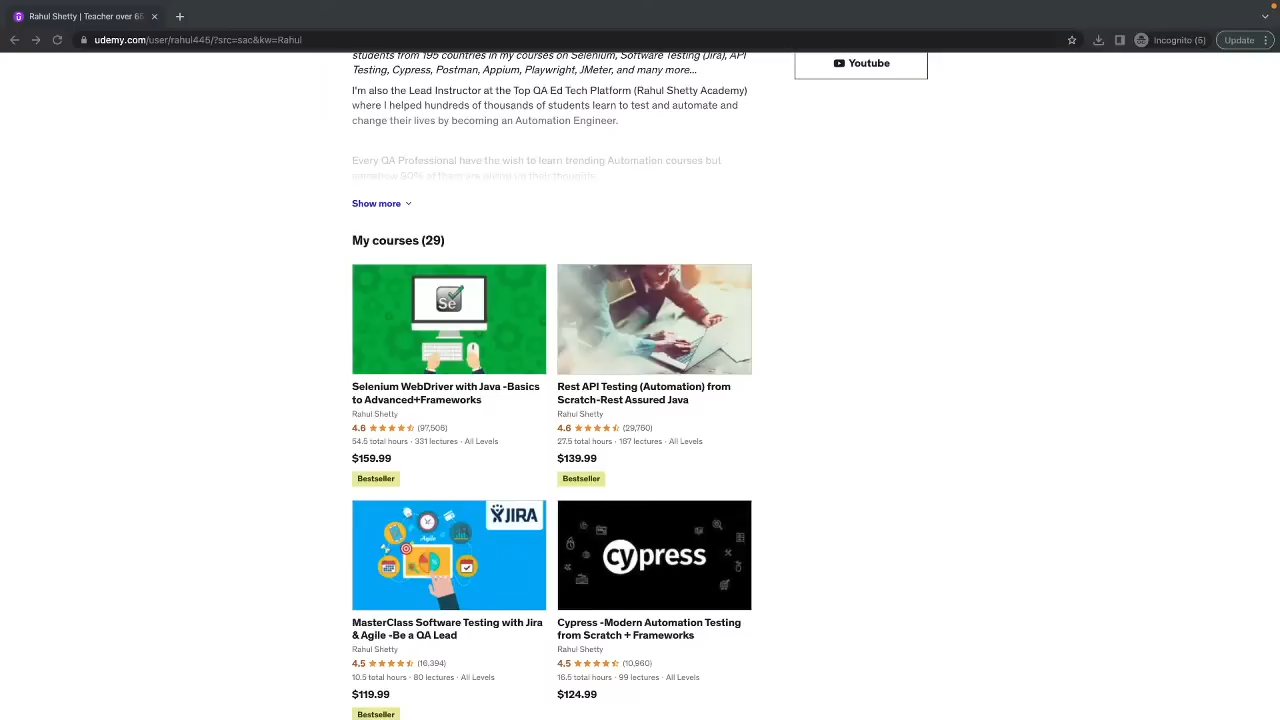 Rahul Shetty | Teacher over 65
udemy.com/user/rahul445/?src=sac&kw=Rahul
Incognito (5)
Update
students from 195 countries in my courses on Selenium, Software Testing (Jira), API
Testing, Cypress, Postman, Appium, Playwright, JMeter, and many more...
Youtube
I'm also the Lead Instructor at the Top QA Ed Tech Platform (Rahul Shetty Academy)
where I helped hundreds of thousands of students learn to test and automate and
change their lives by becoming an Automation Engineer.
Every QA Professional have the wish to learn trending Automation courses but
90% of them are giving up their thoughts
Show more
My courses (29)
Se
Selenium WebDriver with Java -Basics
to Advanced+Frameworks
Rahul Shetty
4.6 (97,506)
54.5 total hours · 331 lectures · All Levels
$159.99
Bestseller
Rest API Testing (Automation) from
Scratch-Rest Assured Java
Rahul Shetty
4.6 (29,760)
27.5 total hours · 167 lectures · All Levels
$139.99
Bestseller
JIRA
Agile
MasterClass Software Testing with Jira
& Agile -Be a QA Lead
Rahul Shetty
4.5 (16,394)
10.5 total hours · 80 lectures · All Levels
$119.99
Bestseller
cypress
Cypress -Modern Automation Testing
from Scratch + Frameworks
Rahul Shetty
4.5 (10,960)
16.5 total hours · 99 lectures · All Levels
$124.99